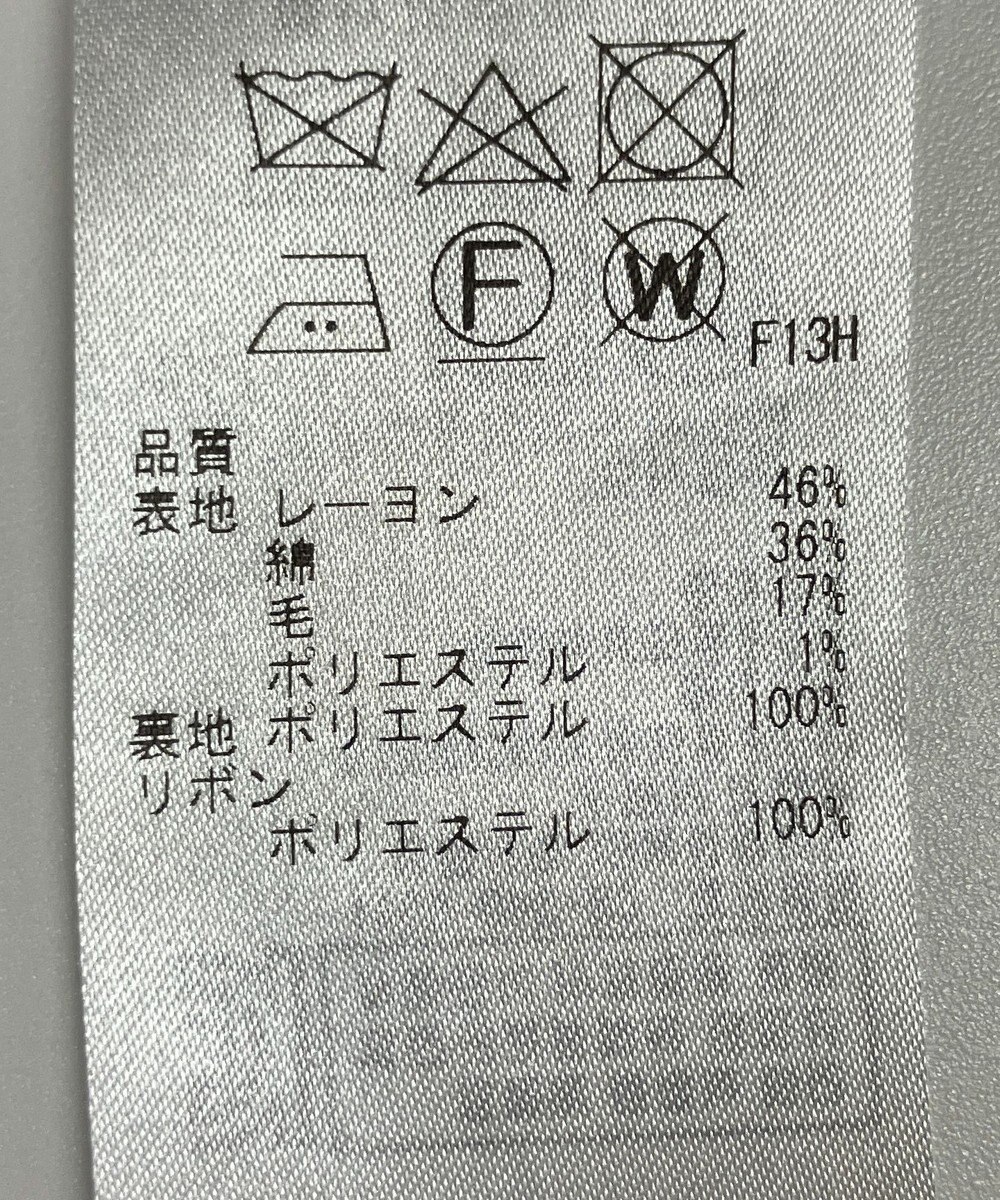 F
W
F13H
品質
表地 レーヨン 46%
綿 36%
毛 17%
ポリエステル 1%
裏地 ポリエステル 100%
リボン
ポリエステル 100%